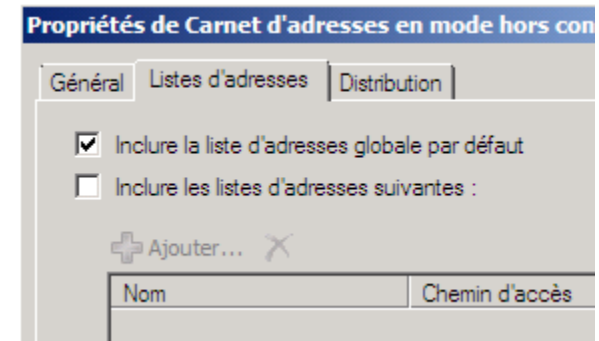 Propriétés de Carnet d'adresses en mode hors con
Général Listes d'adresses Distribution
Inclure la liste d'adresses globale par défaut
Inclure les listes d'adresses suivantes :
Ajouter...
Nom Chemin d'accès